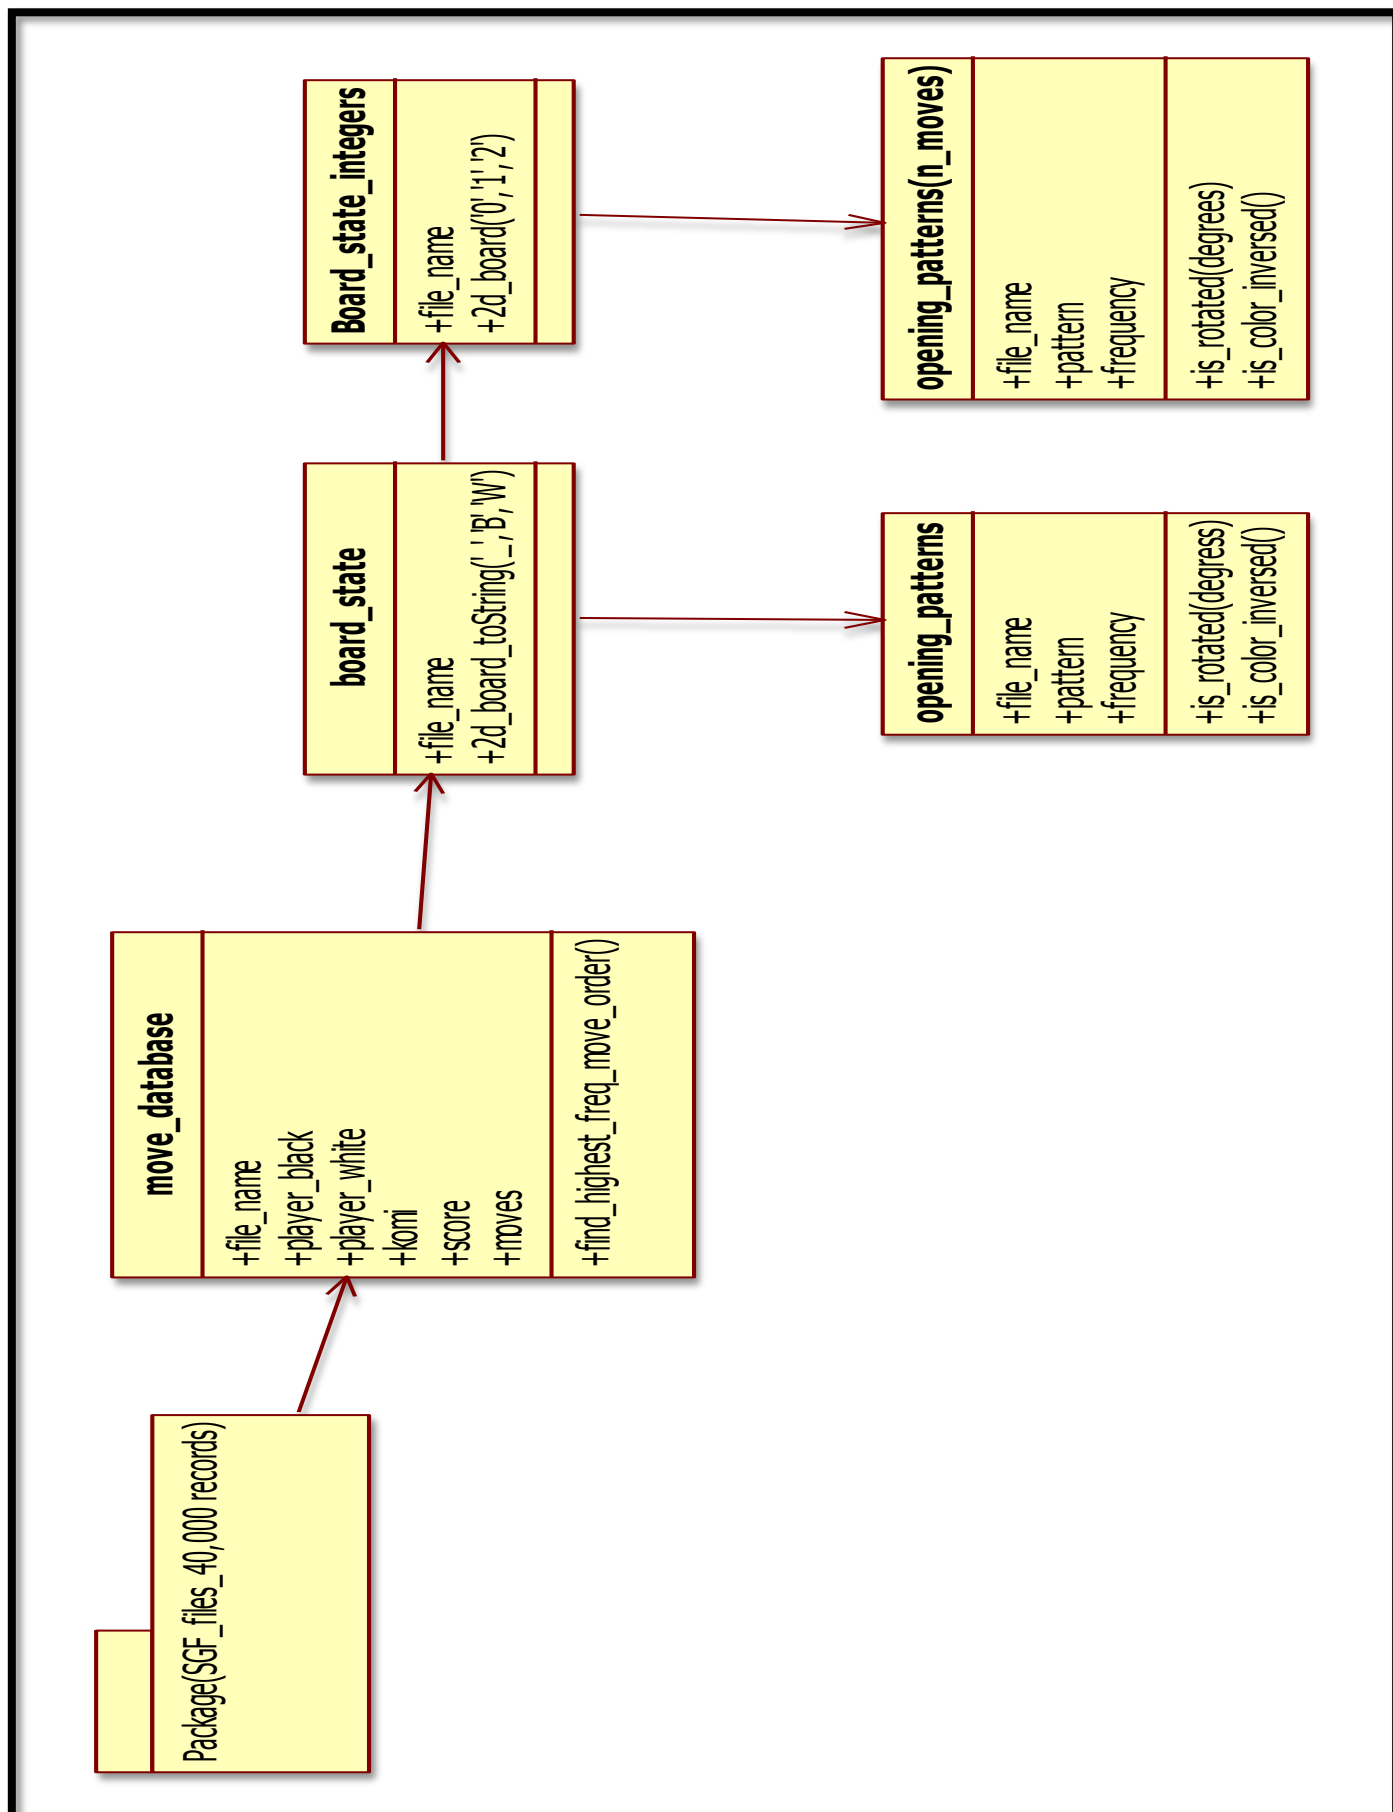 Package(SGF_files_40,000 records)
move_database
+file_name
+player_black
+player_white
+komi
+score
+moves
+find_highest_freq_move_order()
board_state
+file_name
+2d_board_toString('_','B','W')
Board_state_integers
+file_name
+2d_board('0','1','2')
opening_patterns
+file_name
+pattern
+frequency
+is_rotated(degress)
+is_color_inversed()
opening_patterns(n_moves)
+file_name
+pattern
+frequency
+is_rotated(degrees)
+is_color_inversed()